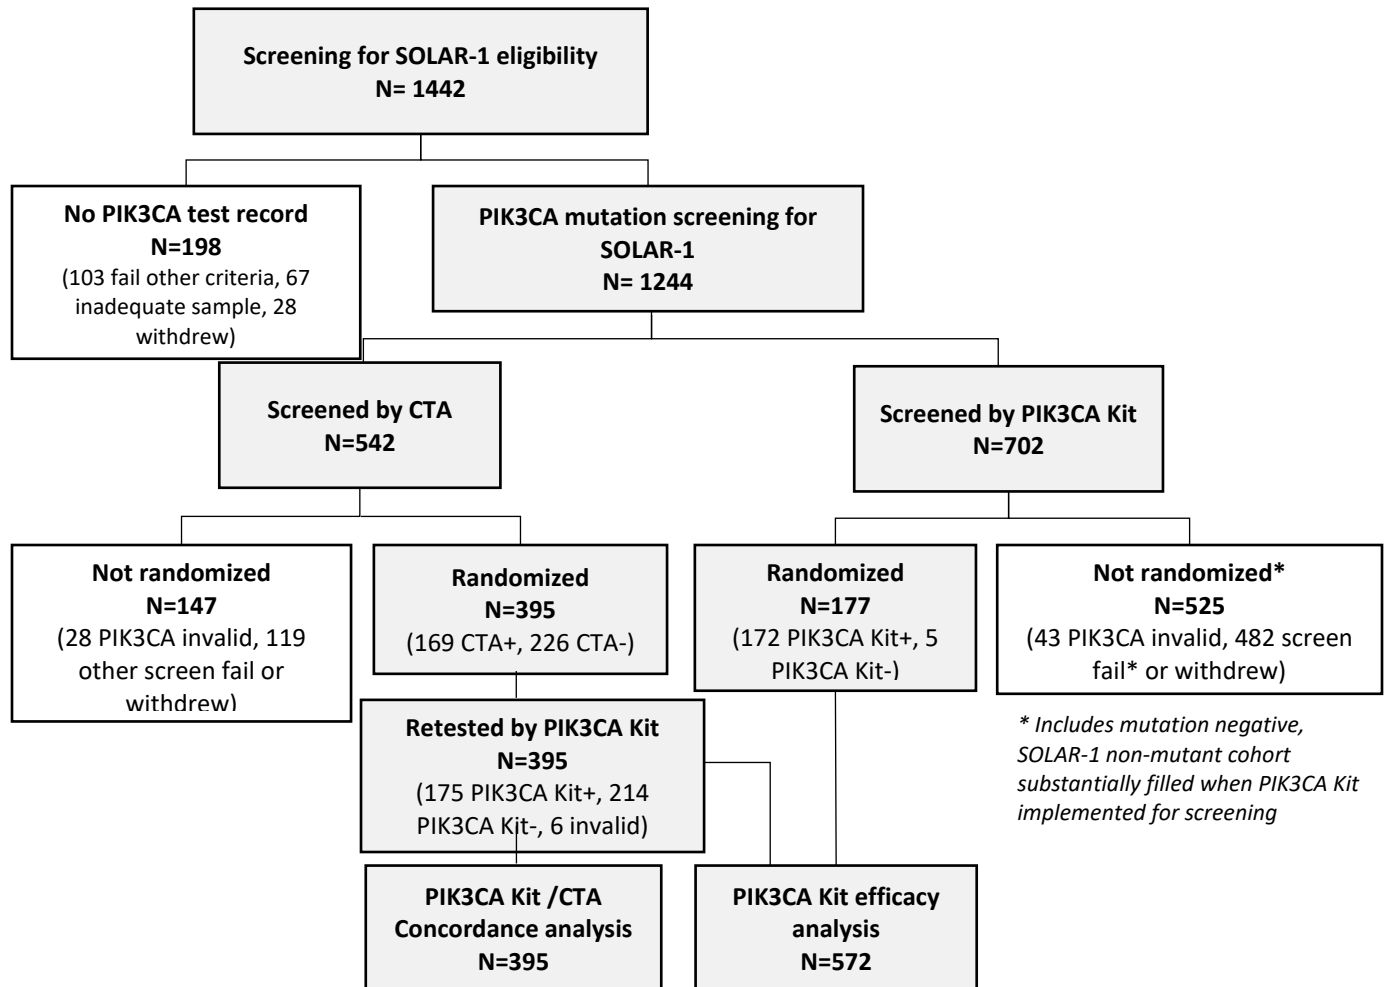 Screening for SOLAR-1 eligibility
N= 1442
No PIK3CA test record
N=198
(103 fail other criteria, 67
inadequate sample, 28
withdrew)
PIK3CA mutation screening for
SOLAR-1
N= 1244
Screened by CTA
N=542
Screened by PIK3CA Kit
N=702
Not randomized
N=147
(28 PIK3CA invalid, 119
other screen fail or
withdrew)
Randomized
N=395
(169 CTA+, 226 CTA-)
Randomized
N=177
(172 PIK3CA Kit+, 5
PIK3CA Kit-)
Not randomized*
N=525
(43 PIK3CA invalid, 482 screen
fail* or withdrew)
Retested by PIK3CA Kit
N=395
(175 PIK3CA Kit+, 214
PIK3CA Kit-, 6 invalid)
* Includes mutation negative,
SOLAR-1 non-mutant cohort
substantially filled when PIK3CA Kit
implemented for screening
PIK3CA Kit /CTA
Concordance analysis
N=395
PIK3CA Kit efficacy
analysis
N=572